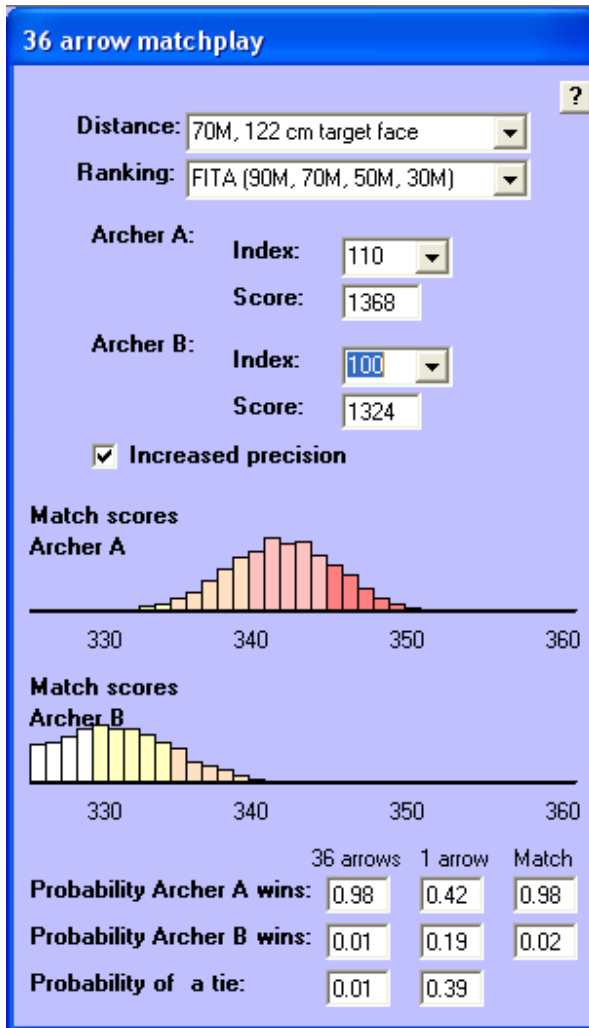 36 arrow matchplay
?
Distance: 70M, 122 cm target face
Ranking: FITA (90M, 70M, 50M, 30M)
Archer A:
Index: 110
Score: 1368
Archer B:
Index: 100
Score: 1324
Increased precision
Match scores
Archer A
330 340 350 360
Match scores
Archer B
330 340 350 360
36 arrows 1 arrow Match
Probability Archer A wins: 0.98 0.42 0.98
Probability Archer B wins: 0.01 0.19 0.02
Probability of a tie: 0.01 0.39